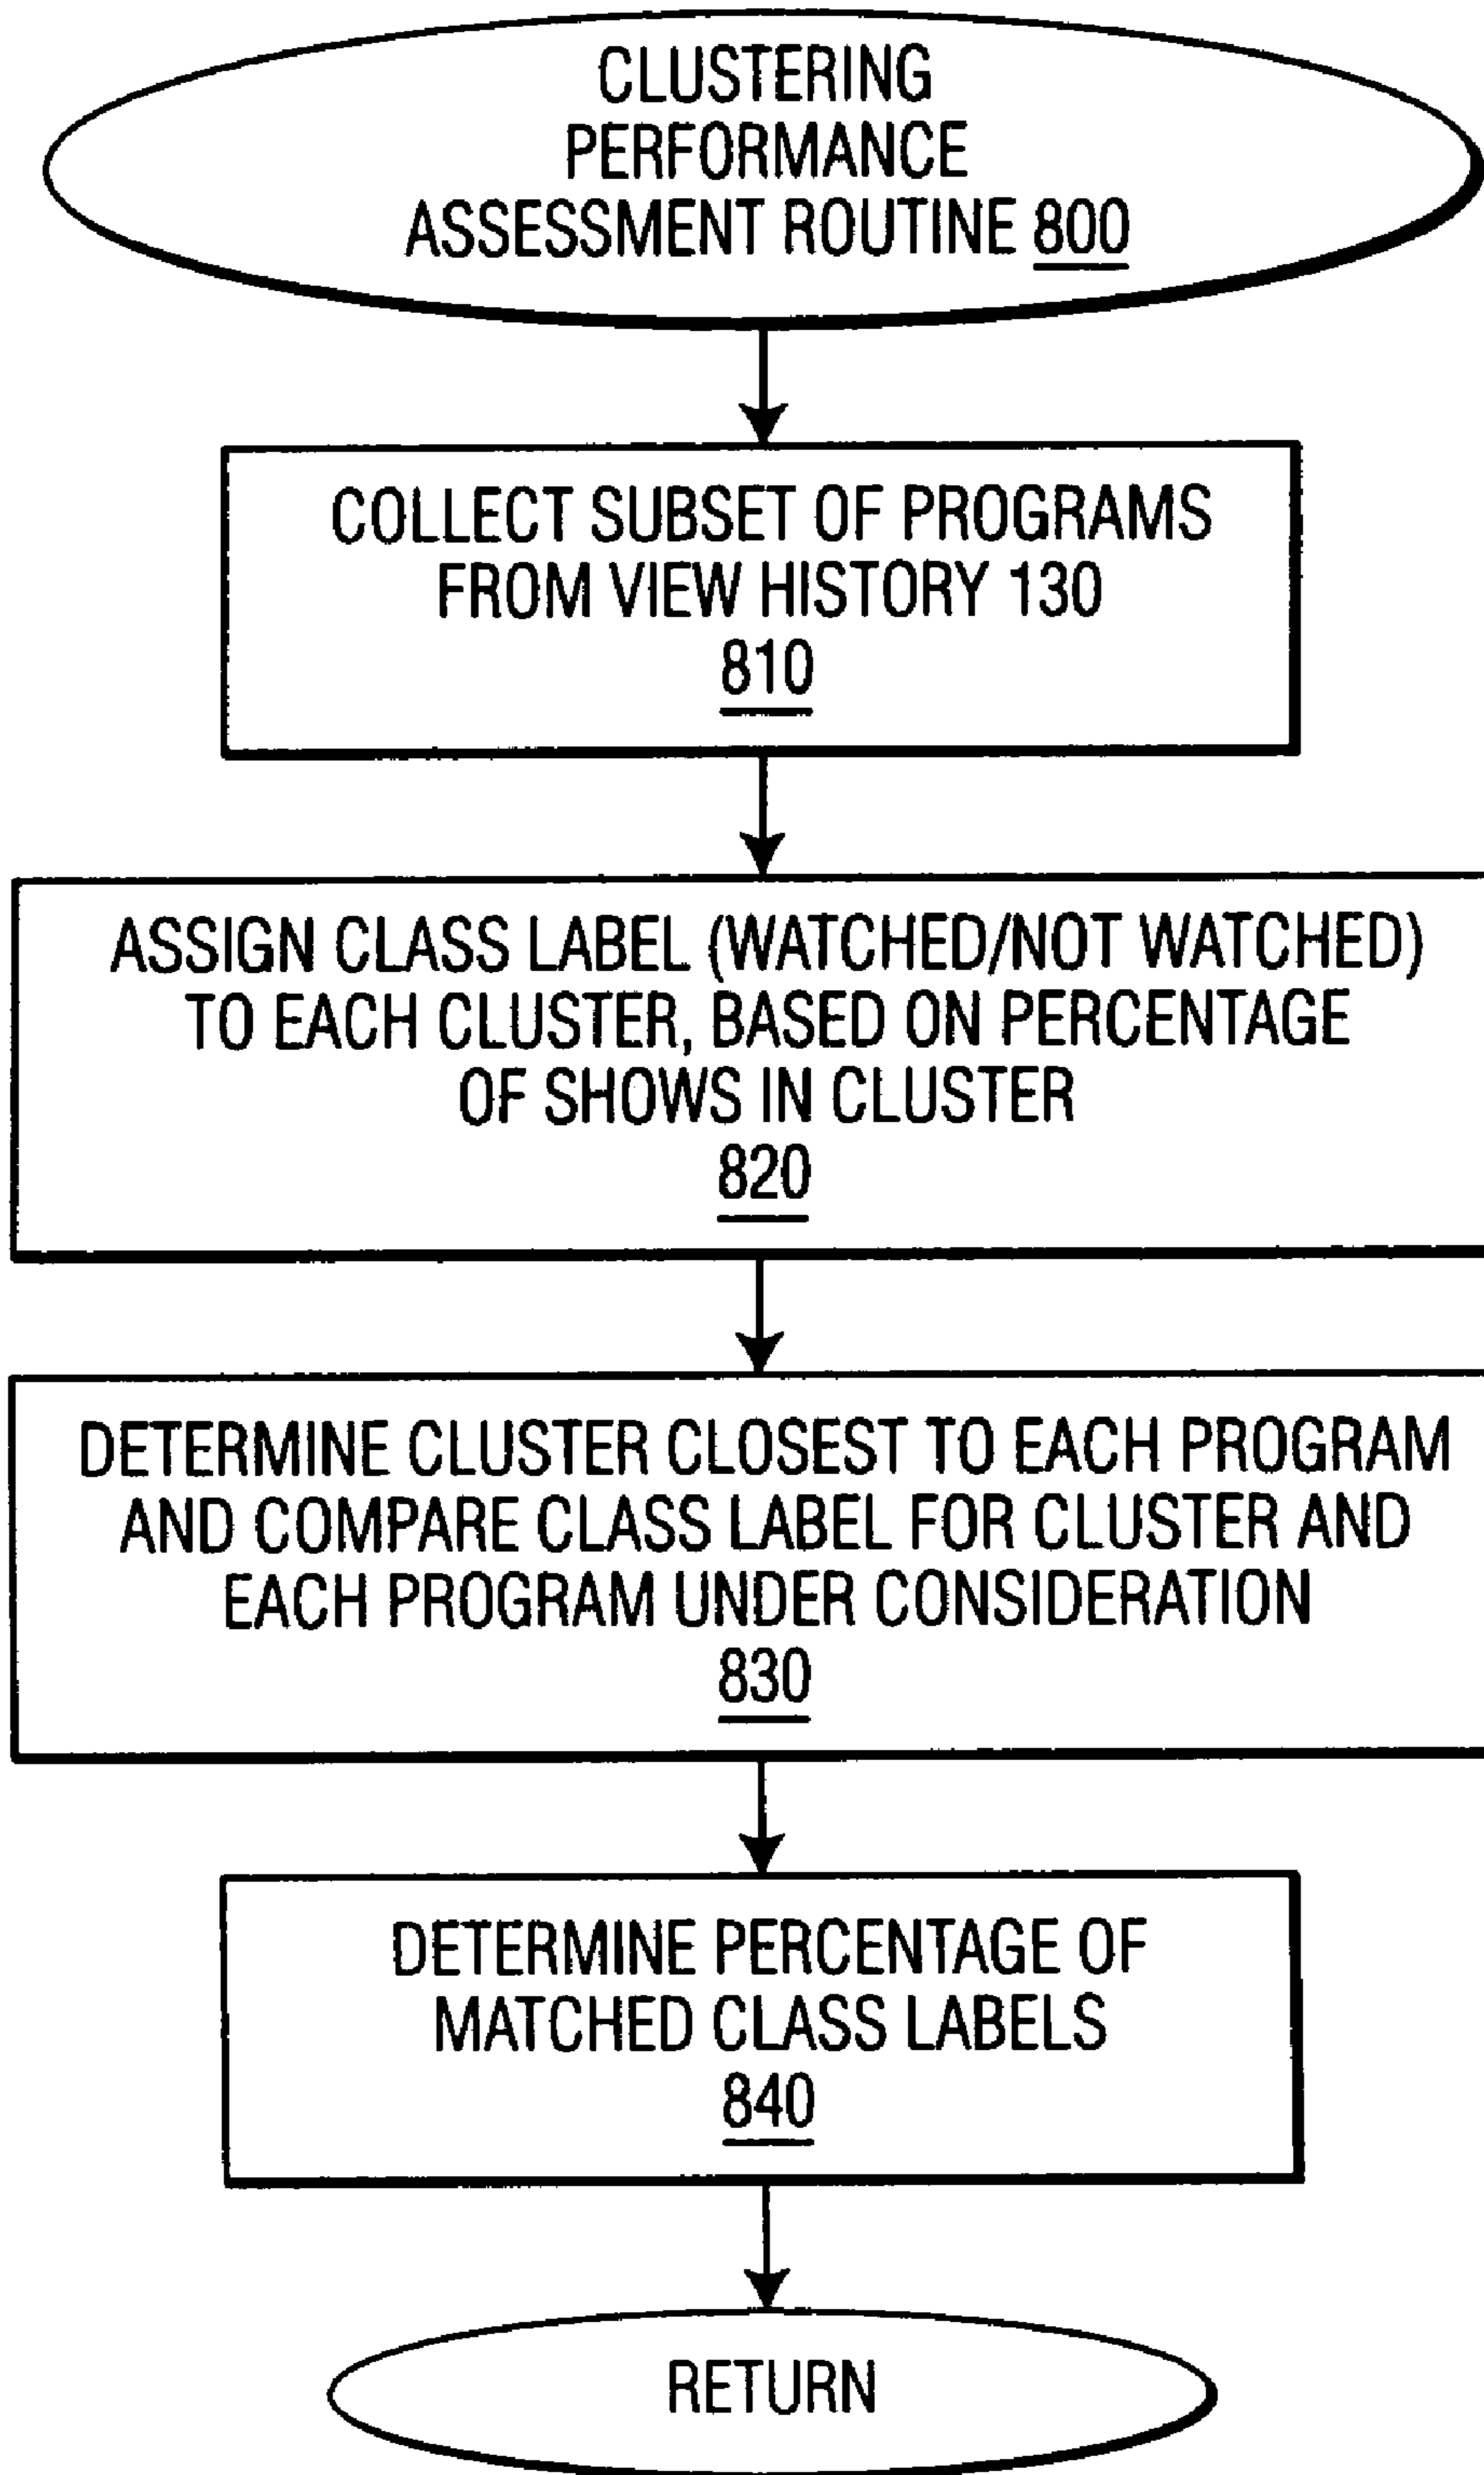 CLUSTERING
PERFORMANCE
ASSESSMENT ROUTINE 800
COLLECT SUBSET OF PROGRAMS
FROM VIEW HISTORY 130
810
ASSIGN CLASS LABEL (WATCHED/NOT WATCHED)
TO EACH CLUSTER, BASED ON PERCENTAGE
OF SHOWS IN CLUSTER
820
DETERMINE CLUSTER CLOSEST TO EACH PROGRAM
AND COMPARE CLASS LABEL FOR CLUSTER AND
EACH PROGRAM UNDER CONSIDERATION
830
DETERMINE PERCENTAGE OF
MATCHED CLASS LABELS
840
RETURN